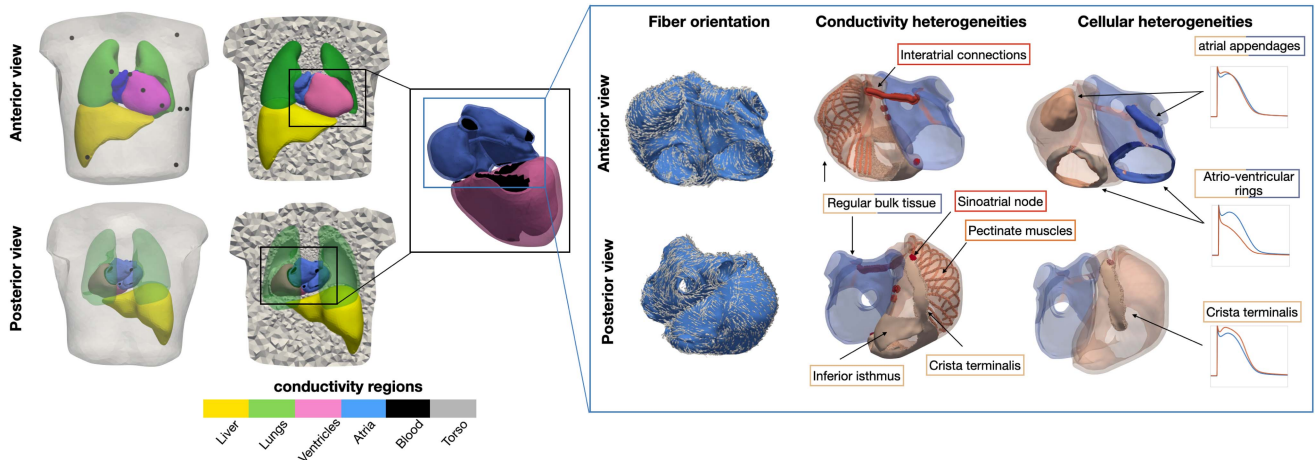 Fiber orientation
Conductivity heterogeneities
Cellular heterogeneities
Anterior view
Anterior view
Interatrial connections
atrial appendages
Regular bulk tissue
Sinoatrial node
Atrio-ventricular
rings
Pectinate muscles
Posterior view
Posterior view
Crista terminalis
Inferior isthmus
Crista terminalis
conductivity regions
Liver
Lungs
Ventricles
Atria
Blood
Torso